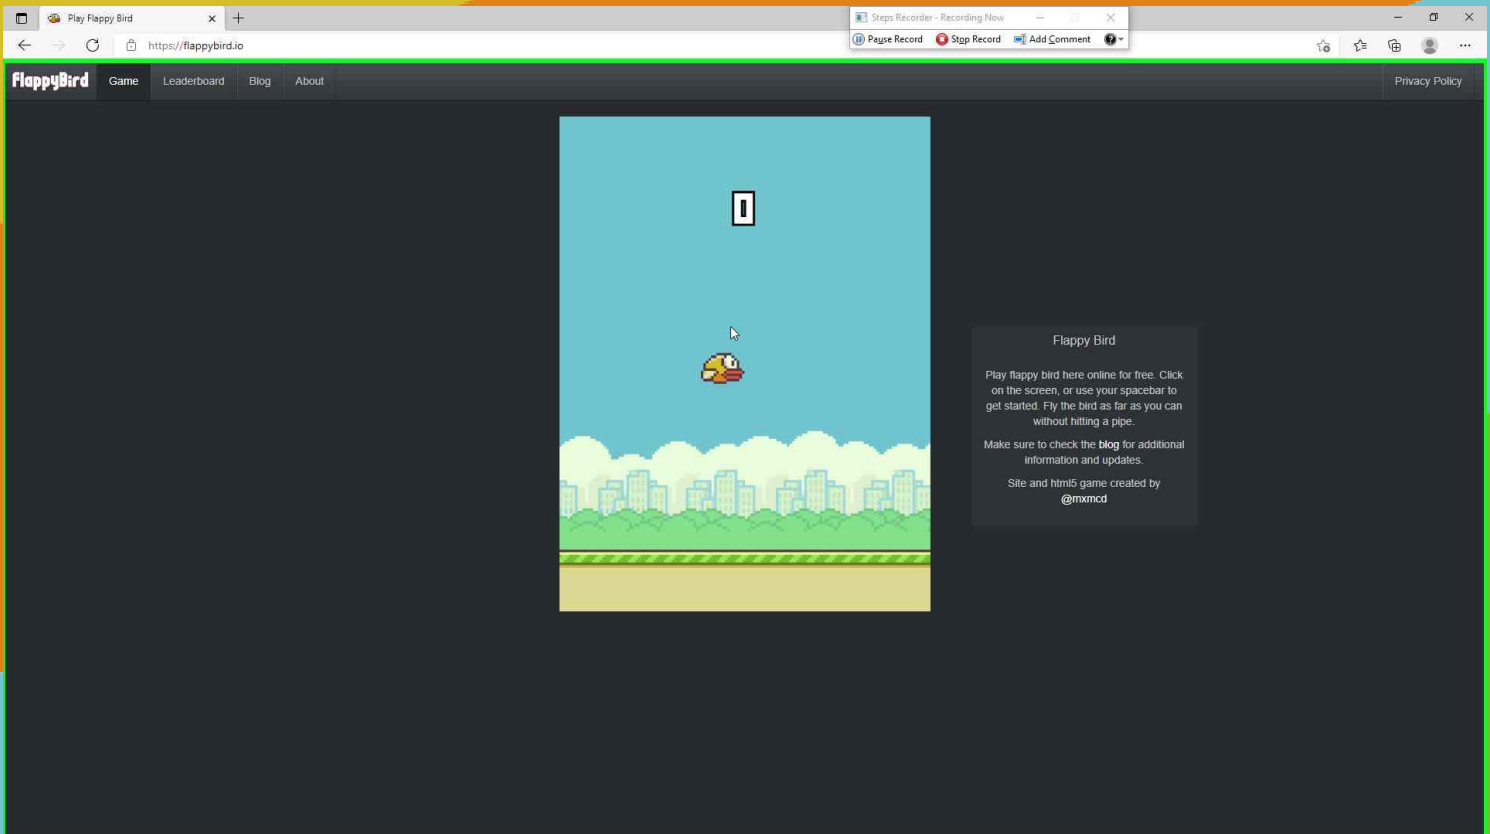 Play Flappy Bird
Steps Recorder - Recording Now
Pause Record Stop Record Add Comment
https://flappybird.io
FlappyBird Game Leaderboard Blog About Privacy Policy
0
Flappy Bird
Play flappy bird here online for free. Click
on the screen, or use your spacebar to
get started. Fly the bird as far as you can
without hitting a pipe.
Make sure to check the blog for additional
information and updates.
Site and html5 game created by
@mxmcd